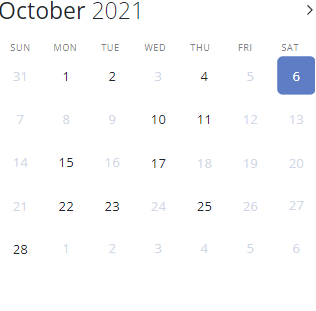 October 2021
SUN MON TUE WED THU FRI SAT
31 1 2 3 4 5 6
7 8 9 10 11 12 13
14 15 16 17 18 19 20
21 22 23 24 25 26 27
28 1 2 3 4 5 6